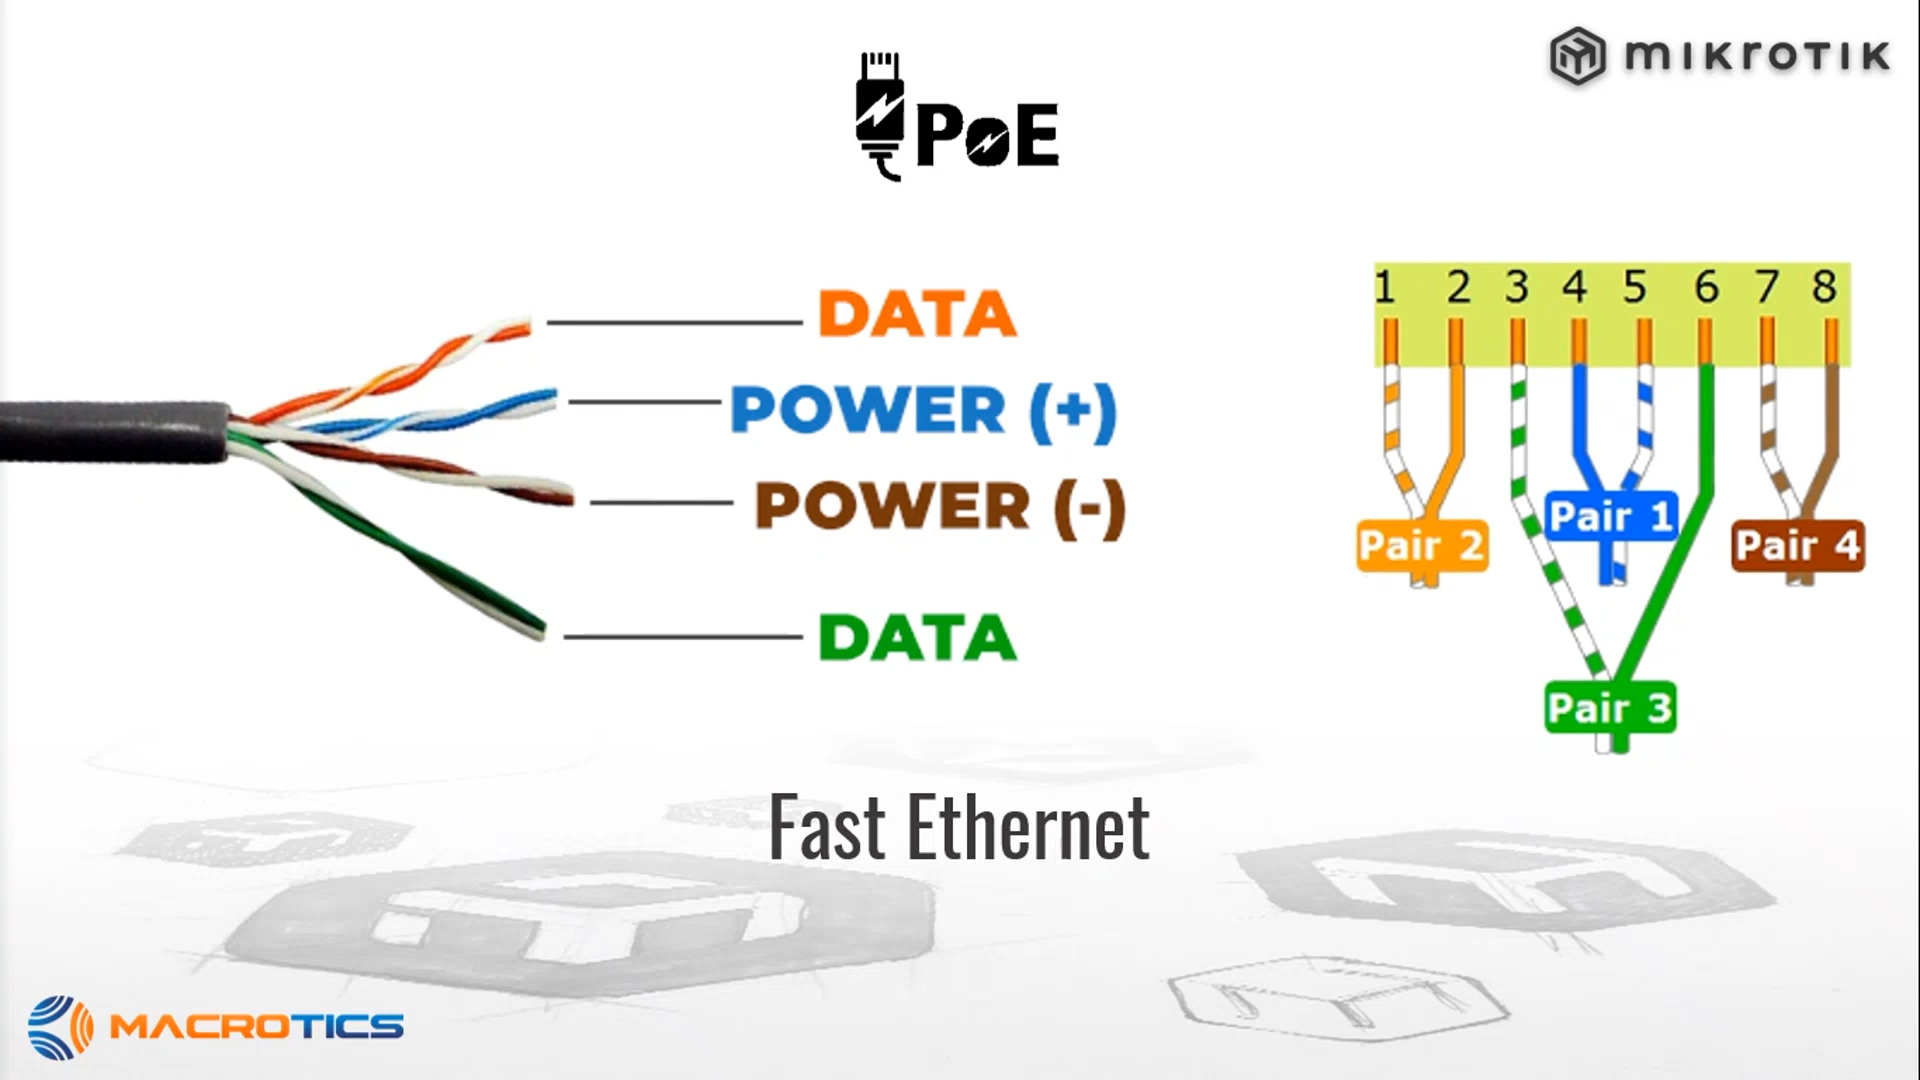 mikrotik
PoE
DATA
POWER (+)
POWER (-)
DATA
1 2 3 4 5 6 7 8
Pair 1
Pair 2
Pair 4
Pair 3
Fast Ethernet
MACROTICS